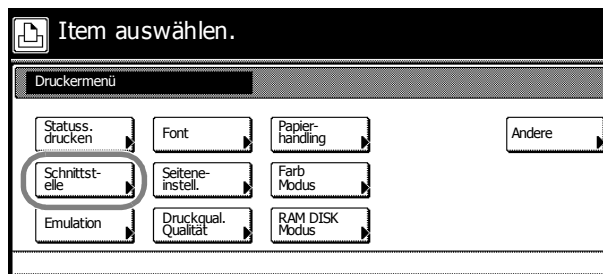 Item auswählen.
Druckermenü
Statuss.
drucken
Font
Papier-
handling
Andere
Schnittst-
elle
Seitene-
instell.
Farb
Modus
Emulation
Druckqual.
Qualität
RAM DISK
Modus